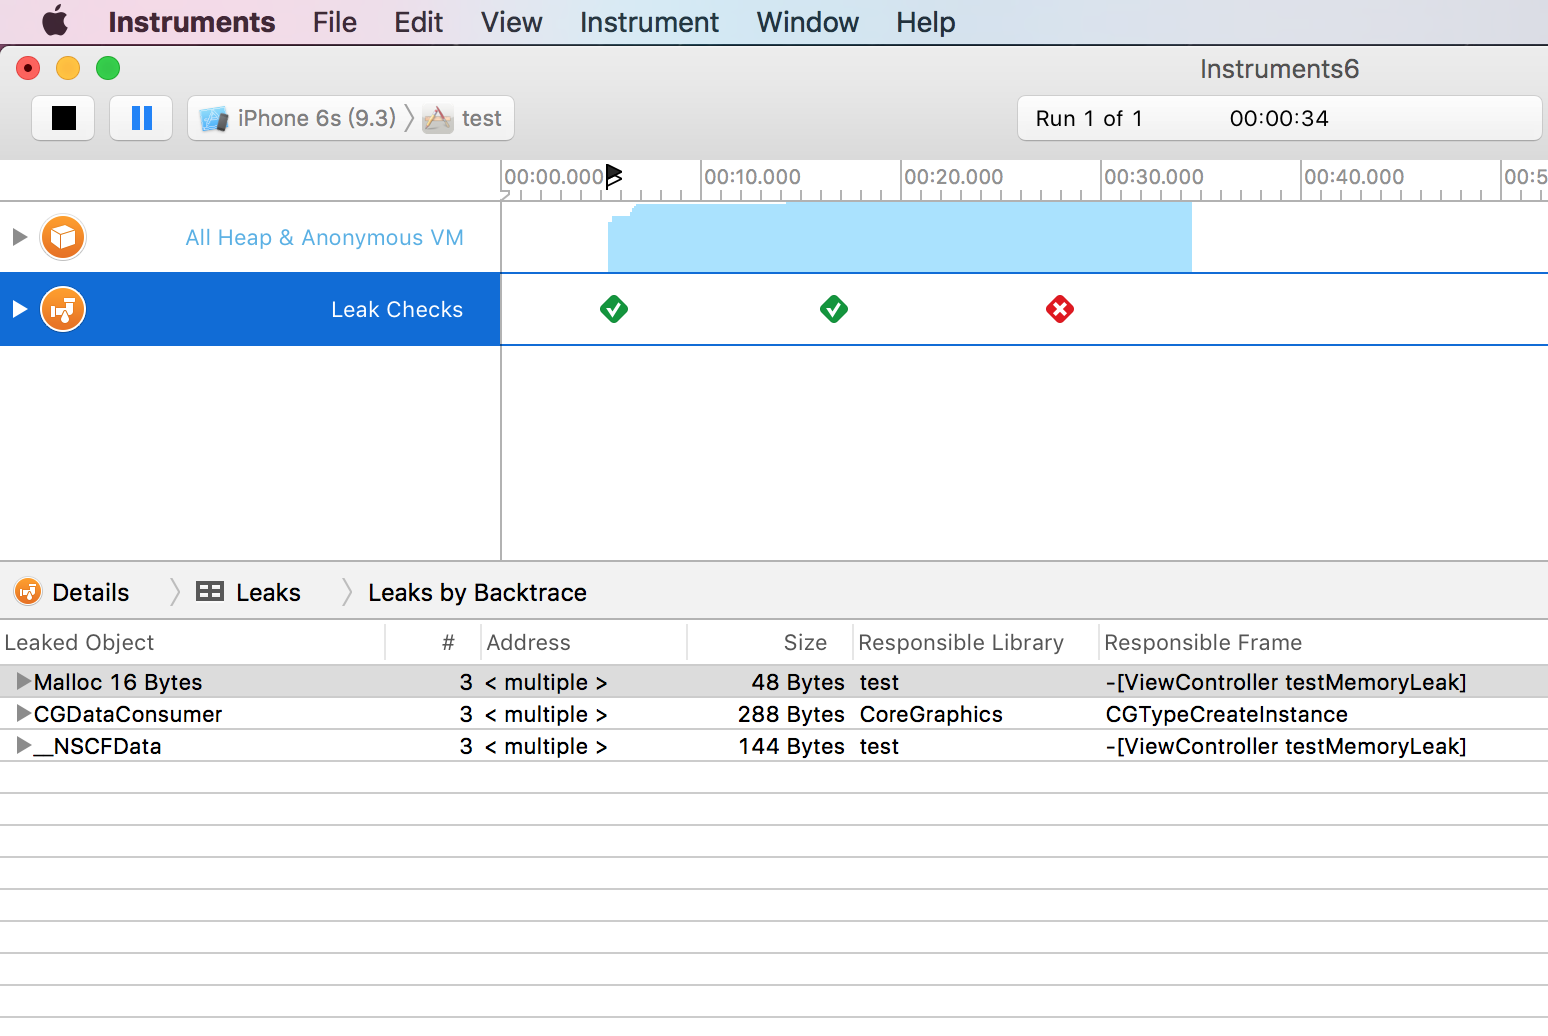 Instruments File Edit View Instrument Window Help
Instruments6
iPhone 6s (9.3) test Run 1 of 1 00:00:34
00:00.000 00:10.000 00:20.000 00:30.000 00:40.000 00:5
All Heap & Anonymous VM
Leak Checks
Details Leaks Leaks by Backtrace
Leaked Object # Address Size Responsible Library Responsible Frame
Malloc 16 Bytes 3 < multiple > 48 Bytes test -[ViewController testMemoryLeak]
CGDataConsumer 3 < multiple > 288 Bytes CoreGraphics CGTypeCreateInstance
__NSCFData 3 < multiple > 144 Bytes test -[ViewController testMemoryLeak]